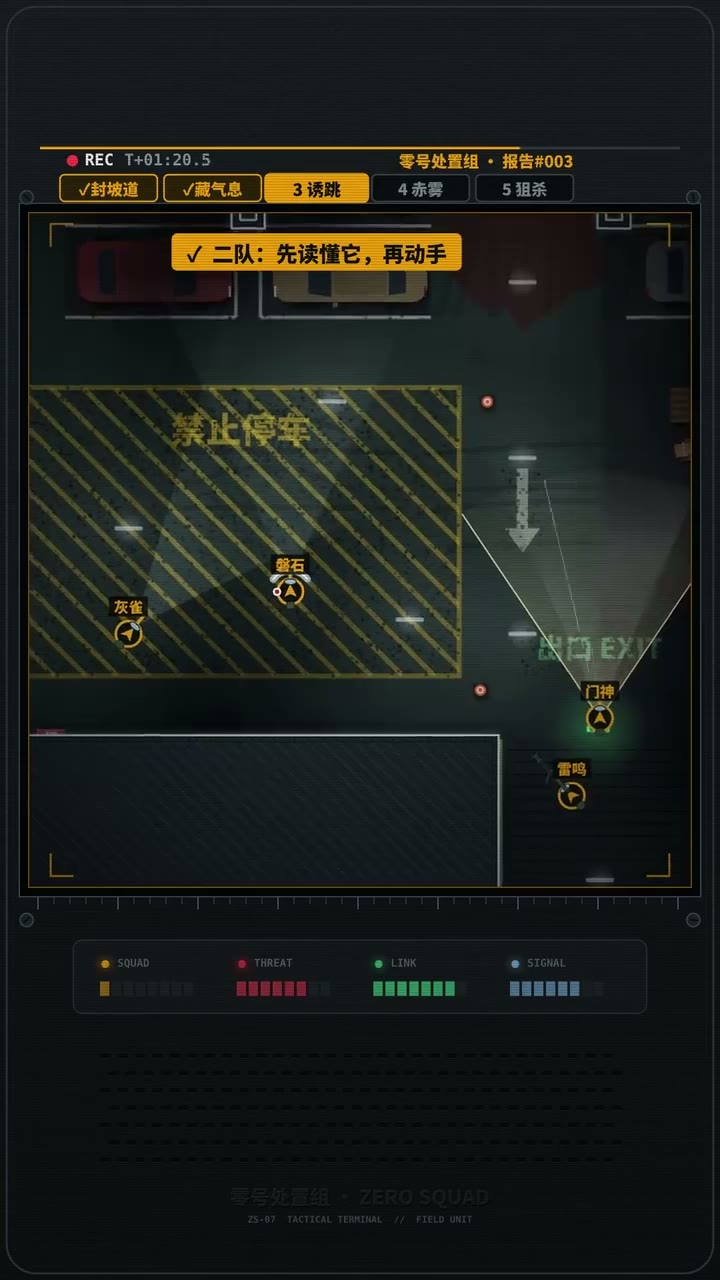 REC T+01:20.5
零号处置组 · 报告#003
✓封坡道
✓藏气息
3 诱跳
4 赤雾
5 狙杀
✓ 二队：先读懂它，再动手
禁止停车
磐石
灰雀
出口 EXIT
门神
雷鸣
SQUAD
THREAT
LINK
SIGNAL
零号处置组 · ZERO SQUAD
ZS-07 TACTICAL TERMINAL // FIELD UNIT